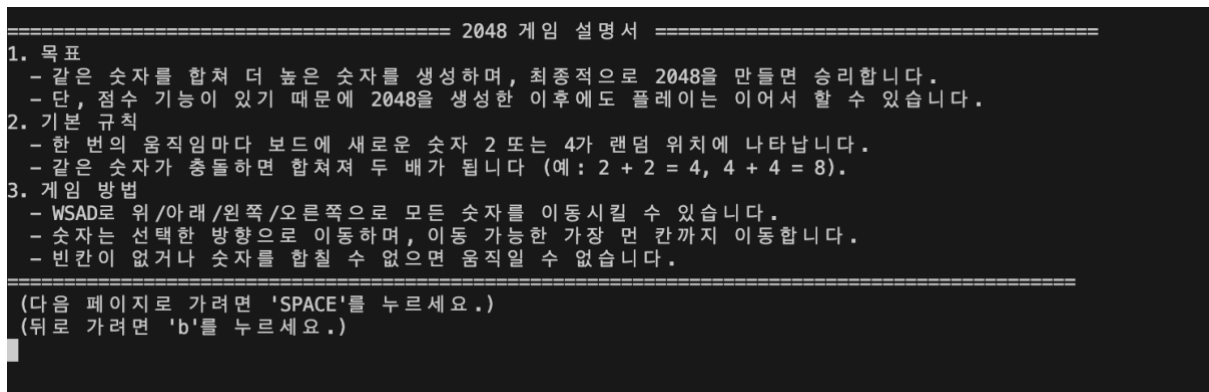 ===================================== 2048 게임 설명서 =====================================
1. 목표
  - 같은 숫자를 합쳐 더 높은 숫자를 생성하며, 최종적으로 2048을 만들면 승리합니다.
  - 단, 점수 기능이 있기 때문에 2048을 생성한 이후에도 플레이는 이어서 할 수 있습니다.
2. 기본 규칙
  - 한 번의 움직임마다 보드에 새로운 숫자 2 또는 4가 랜덤 위치에 나타납니다.
  - 같은 숫자가 충돌하면 합쳐져 두 배가 됩니다 (예: 2 + 2 = 4, 4 + 4 = 8).
3. 게임 방법
  - WSAD로 위/아래/왼쪽/오른쪽으로 모든 숫자를 이동시킬 수 있습니다.
  - 숫자는 선택한 방향으로 이동하며, 이동 가능한 가장 먼 칸까지 이동합니다.
  - 빈칸이 없거나 숫자를 합칠 수 없으면 움직일 수 없습니다.
=========================================================================================
 (다음 페이지로 가려면 'SPACE'를 누르세요.)
 (뒤로 가려면 'b'를 누르세요.)